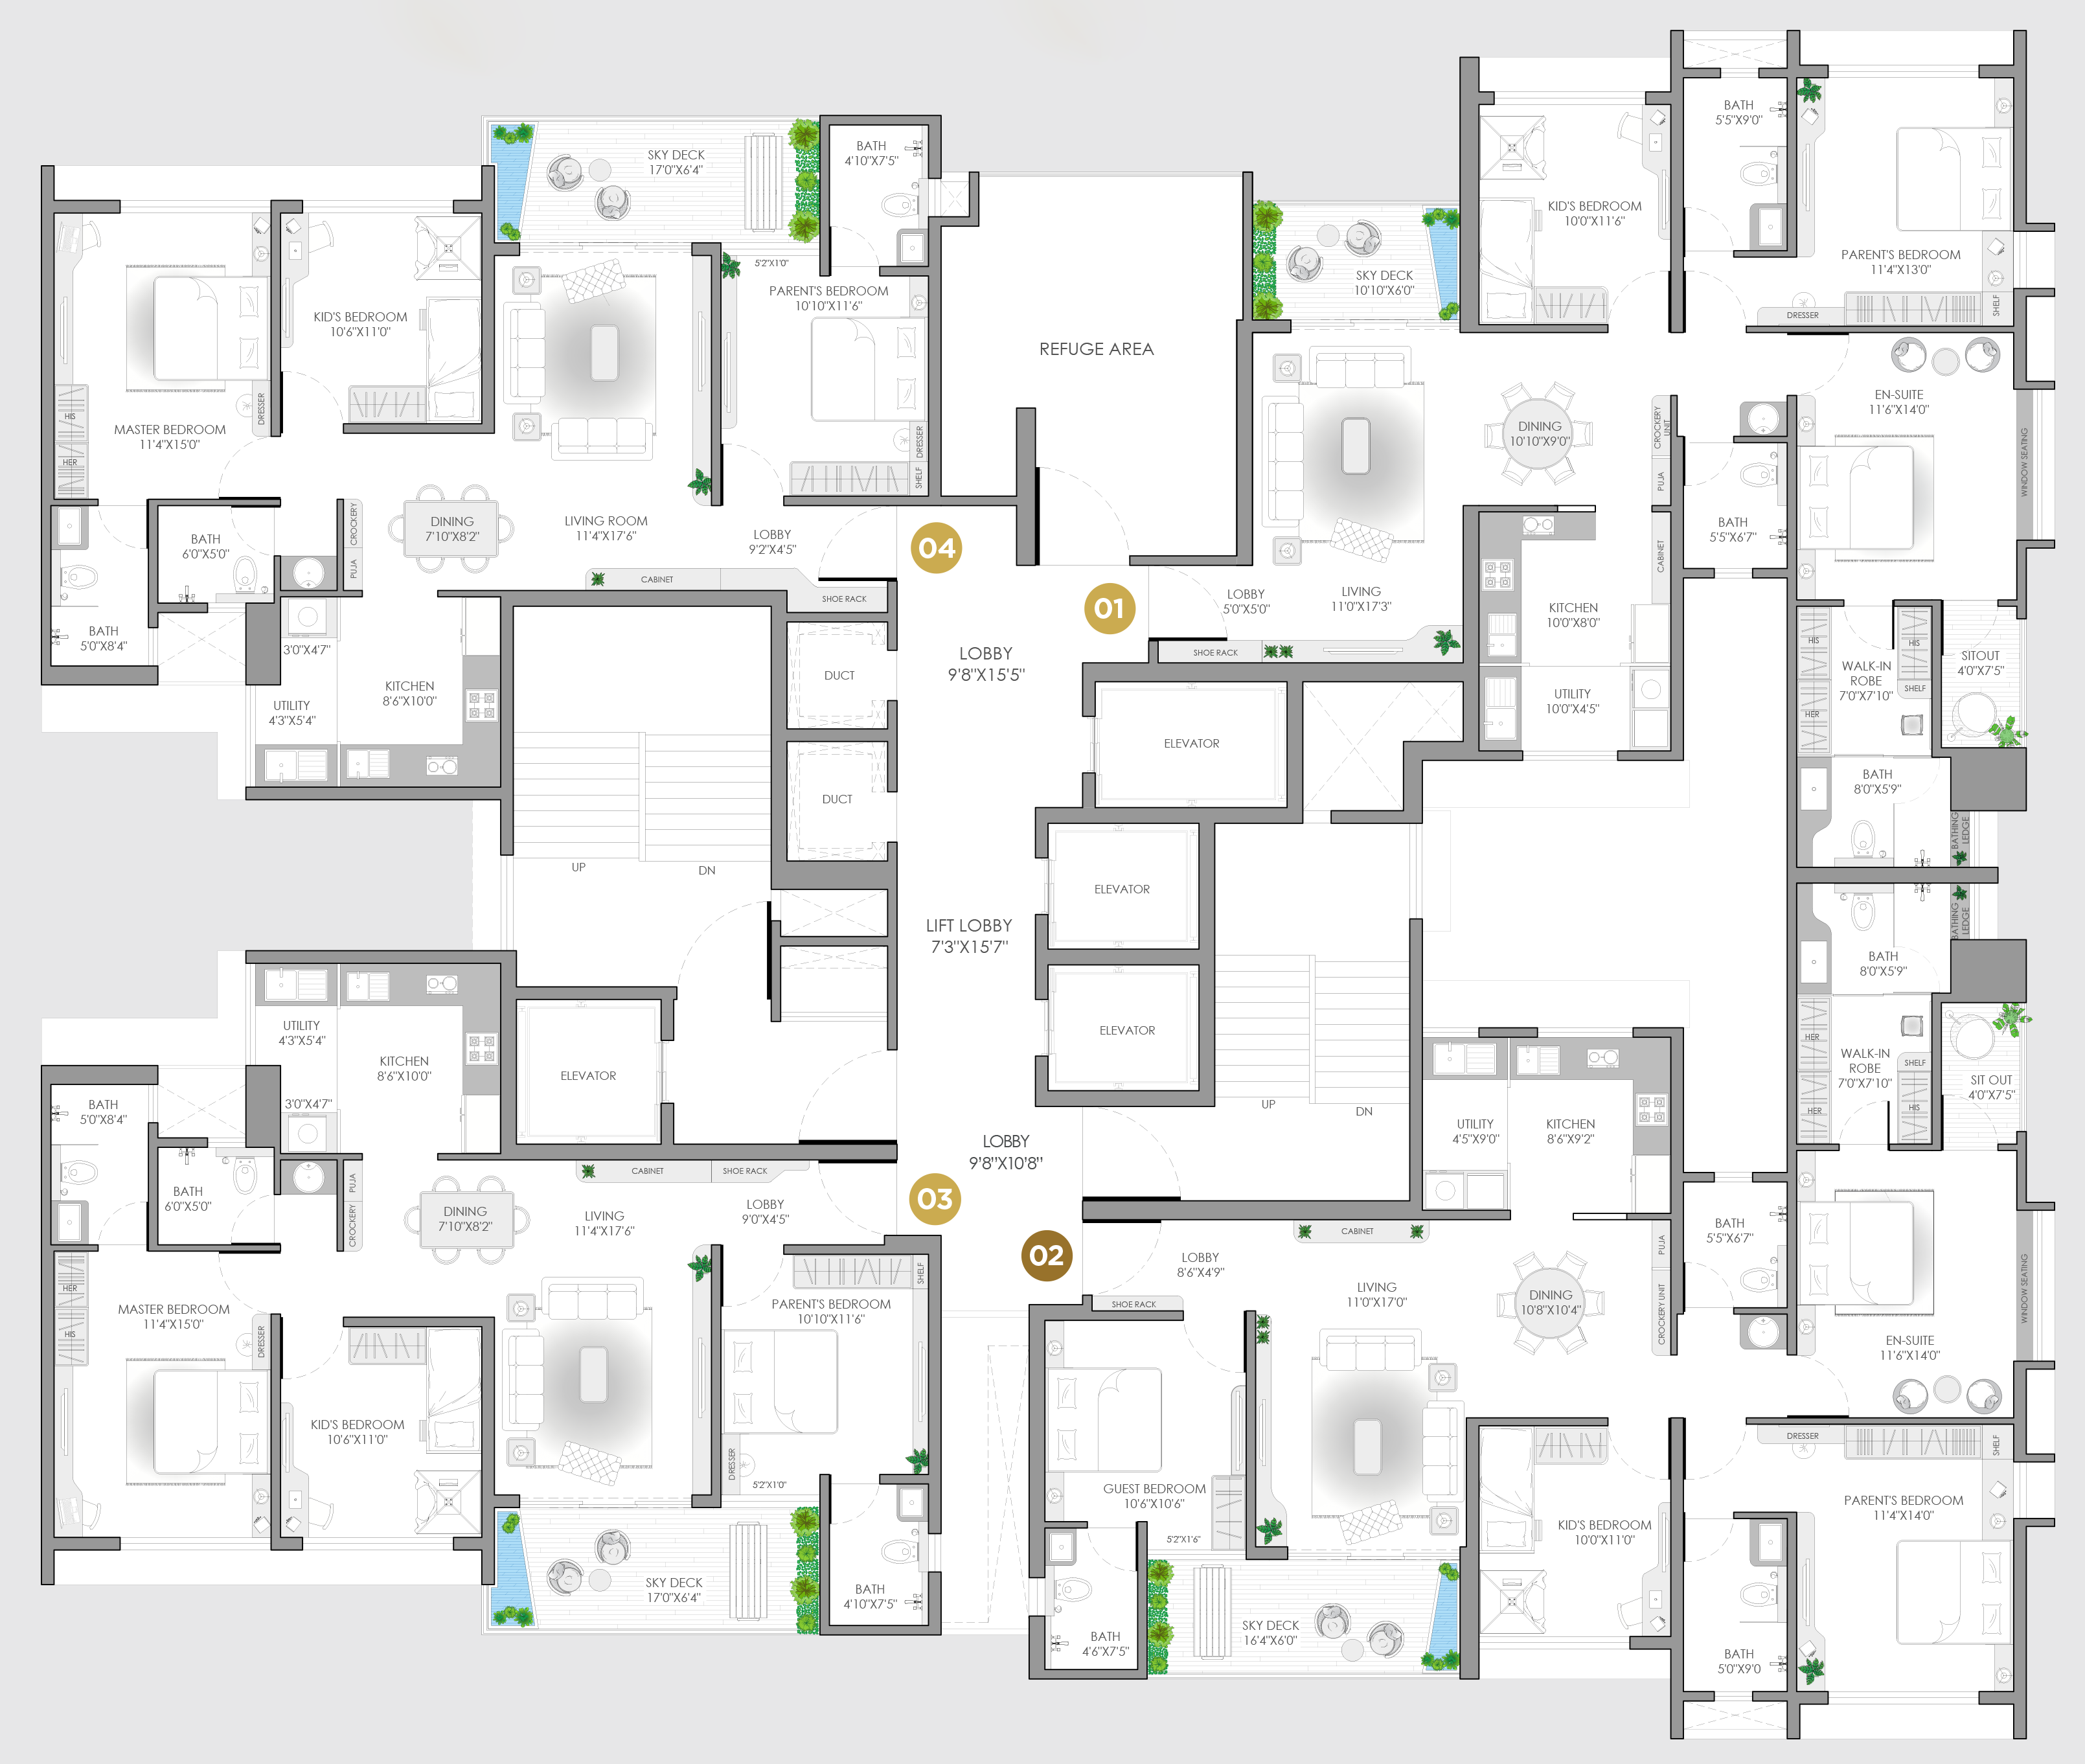 SKY DECK
17'0"X6'4"
BATH
4'10"X7'5"
5'2"X1'0"
PARENT'S BEDROOM
10'10"X11'6"
KID'S BEDROOM
10'6"X11'0"
MASTER BEDROOM
11'4"X15'0"
HIS
HER
DRESSER
DRESSER
SHELF
BATH
6'0"X5'0"
BATH
5'0"X8'4"
CROCKERY
PUJA
DINING
7'10"X8'2"
LIVING ROOM
11'4"X17'6"
LOBBY
9'2"X4'5"
04
CABINET
SHOE RACK
3'0"X4'7"
UTILITY
4'3"X5'4"
KITCHEN
8'6"X10'0"
DUCT
DUCT
UP
DN
REFUGE AREA
LOBBY
9'8"X15'5"
01
LIFT LOBBY
7'3"X15'7"
ELEVATOR
ELEVATOR
ELEVATOR
ELEVATOR
LOBBY
9'8"X10'8"
UP
DN
SKY DECK
10'10"X6'0"
KID'S BEDROOM
10'0"X11'6"
BATH
5'5"X9'0"
PARENT'S BEDROOM
11'4"X13'0"
DRESSER
SHELF
EN-SUITE
11'6"X14'0"
WINDOW SEATING
DINING
10'10"X9'0"
CROCKERY
UNIT
PUJA
CABINET
BATH
5'5"X6'7"
LOBBY
5'0"X5'0"
LIVING
11'0"X17'3"
SHOE RACK
KITCHEN
10'0"X8'0"
UTILITY
10'0"X4'5"
HIS
HER
HIS
SHELF
WALK-IN
ROBE
7'0"X7'10"
SITOUT
4'0"X7'5"
BATH
8'0"X5'9"
BATHING
LEDGE
BATHING
LEDGE
BATH
8'0"X5'9"
HER
HER
SHELF
HIS
WALK-IN
ROBE
7'0"X7'10"
SIT OUT
4'0"X7'5"
UTILITY
4'5"X9'0"
KITCHEN
8'6"X9'2"
BATH
5'5"X6'7"
PUJA
CROCKERY UNIT
WINDOW SEATING
EN-SUITE
11'6"X14'0"
02
LOBBY
8'6"X4'9"
CABINET
SHOE RACK
LIVING
11'0"X17'0"
DINING
10'8"X10'4"
DRESSER
SHELF
GUEST BEDROOM
10'6"X10'6"
5'2"X1'6"
KID'S BEDROOM
10'0"X11'0"
PARENT'S BEDROOM
11'4"X14'0"
SKY DECK
16'4"X6'0"
BATH
4'6"X7'5"
BATH
5'0"X9'0
UTILITY
4'3"X5'4"
KITCHEN
8'6"X10'0"
3'0"X4'7"
BATH
5'0"X8'4"
BATH
6'0"X5'0"
PUJA
CROCKERY
DINING
7'10"X8'2"
CABINET
SHOE RACK
LIVING
11'4"X17'6"
LOBBY
9'0"X4'5"
03
HER
HIS
MASTER BEDROOM
11'4"X15'0"
DRESSER
SHELF
PARENT'S BEDROOM
10'10"X11'6"
KID'S BEDROOM
10'6"X11'0"
DRESSER
5'2"X1'0"
SKY DECK
17'0"X6'4"
BATH
4'10"X7'5"